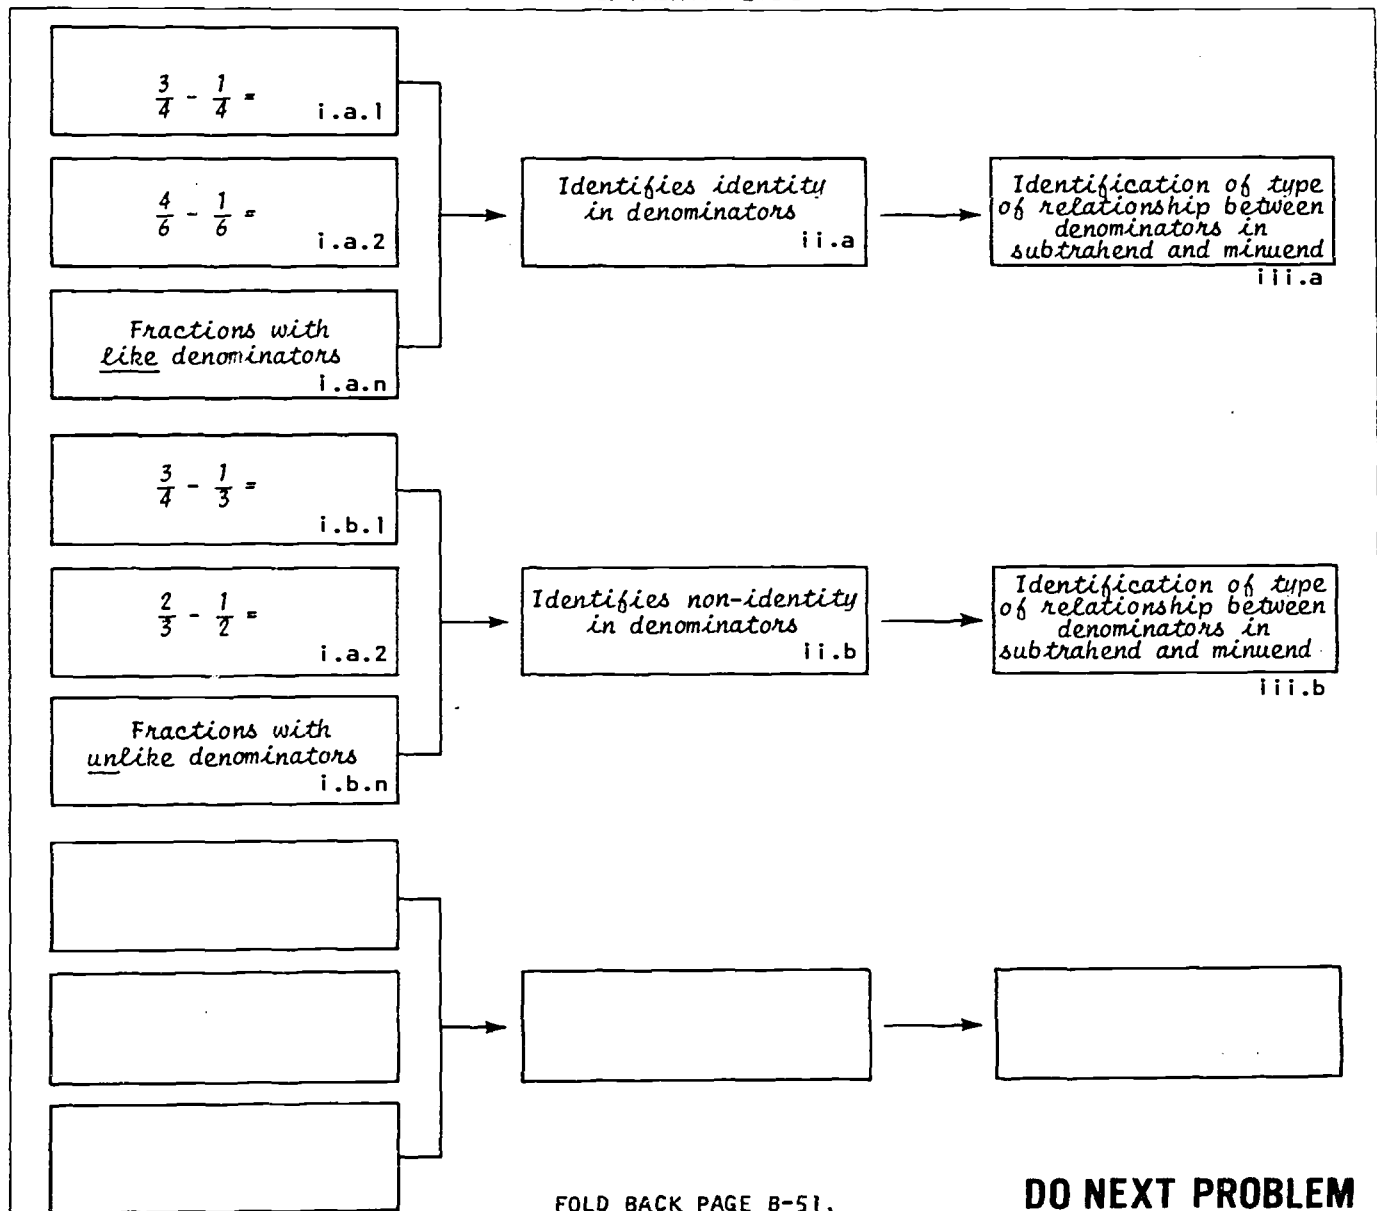 3/4 - 1/4 =
i.a.1
4/6 - 1/6 =
i.a.2
Fractions with
like denominators
i.a.n
Identifies identity
in denominators
ii.a
Identification of type
of relationship between
denominators in
subtrahend and minuend
iii.a
3/4 - 1/3 =
i.b.1
2/3 - 1/2 =
i.a.2
Fractions with
unlike denominators
i.b.n
Identifies non-identity
in denominators
ii.b
Identification of type
of relationship between
denominators in
subtrahend and minuend
iii.b
FOLD BACK PAGE B-51.
DO NEXT PROBLEM